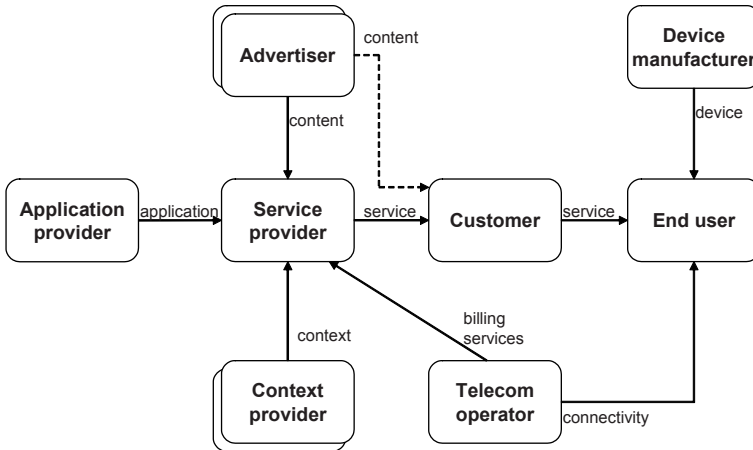 content
Advertiser
Device
manufacturer
content
device
Application
provider
application
Service
provider
service
Customer
service
End user
context
billing
services
Context
provider
Telecom
operator
connectivity